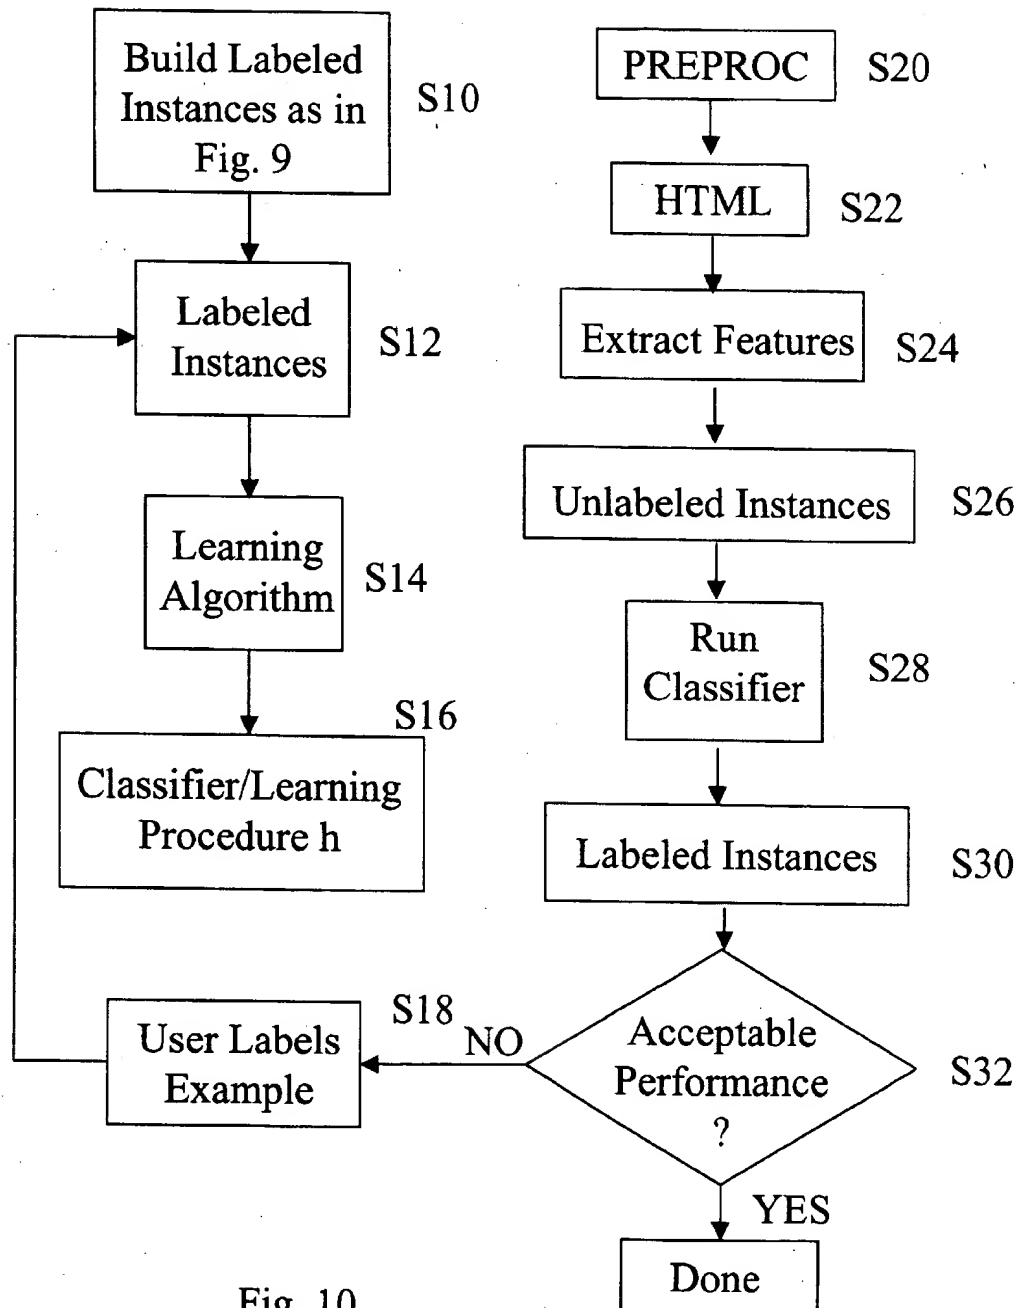 Build Labeled
Instances as in
Fig. 9
S10
Labeled
Instances
S12
Learning
Algorithm
S14
S16
Classifier/Learning
Procedure h
User Labels
Example
S18
PREPROC
S20
HTML
S22
Extract Features
S24
Unlabeled Instances
S26
Run
Classifier
S28
Labeled Instances
S30
Acceptable
Performance
?
S32
NO
YES
Done
Fig. 10